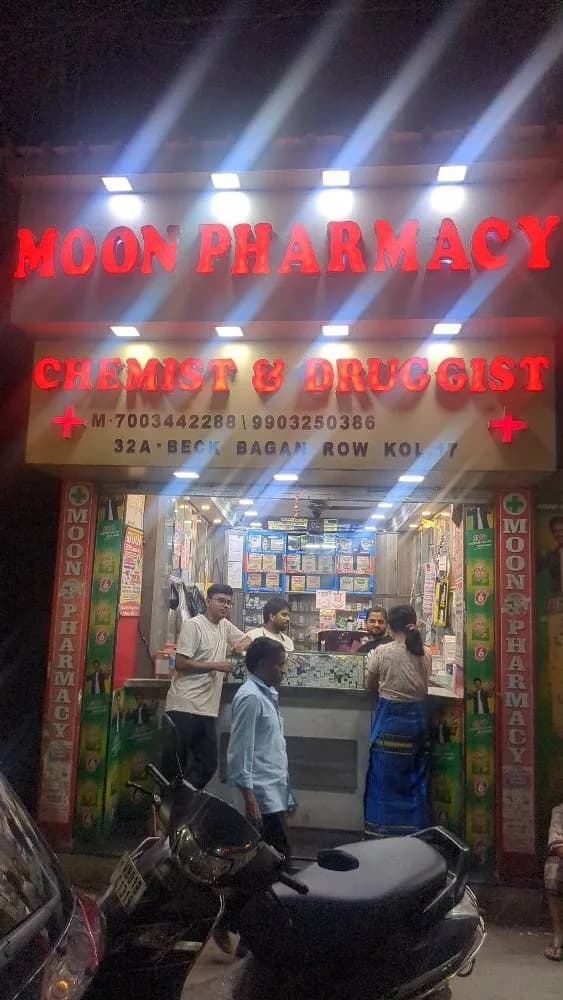 MOON PHARMACY
CHEMIST & DRUGGIST
M-7003442288\9903250386
32A-BECK BAGAN ROW KOL-17
MOON PHARMACY
MOON PHARMACY